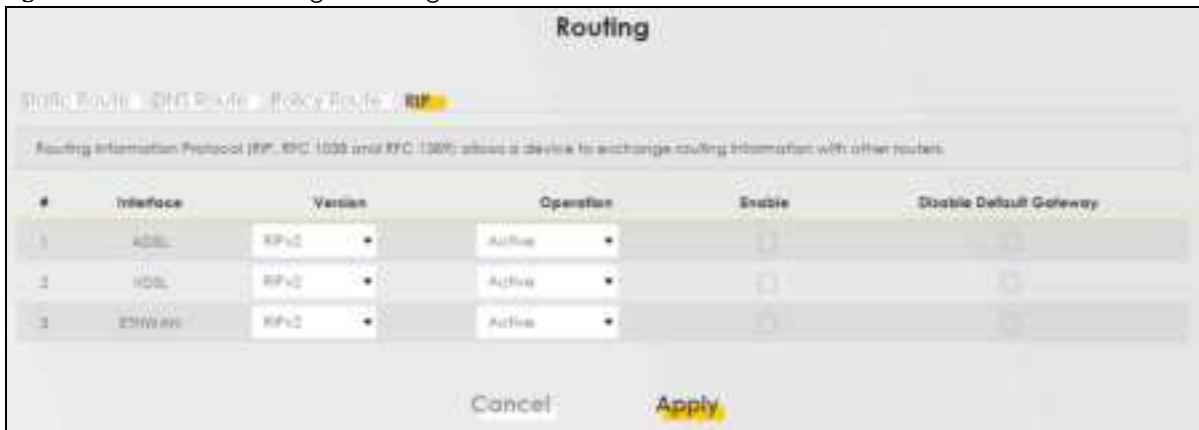 Routing
Static Route DNS Route Policy Route RIP
Routing Information Protocol (RIP, RFC 1058 and RFC 1389) allows a device to exchange routing information with other routers.
# Interface Version Operation Enable Disable Default Gateway
1 ADSL RIPv2 Active
2 VDSL RIPv2 Active
3 ETHWAN RIPv2 Active
Cancel Apply